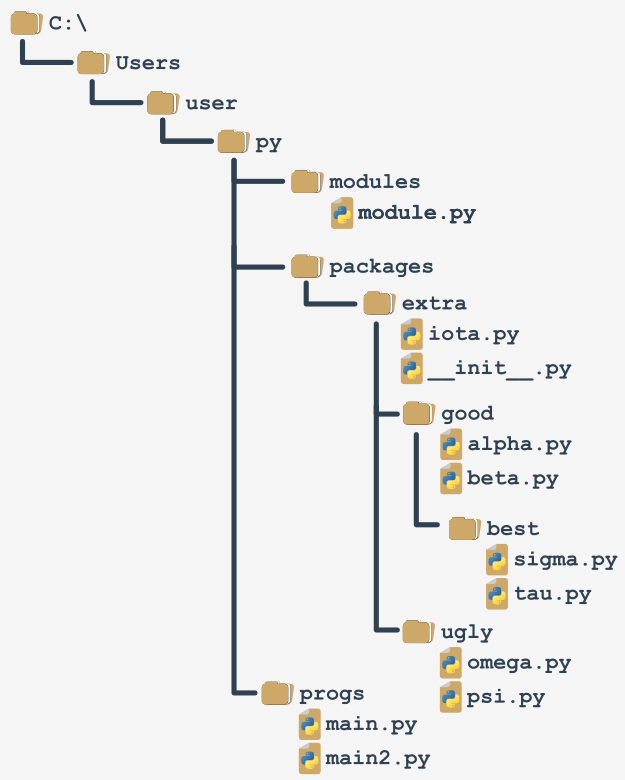 C:\
Users
user
py
modules
module.py
packages
extra
iota.py
__init__.py
good
alpha.py
beta.py
best
sigma.py
tau.py
ugly
omega.py
psi.py
progs
main.py
main2.py